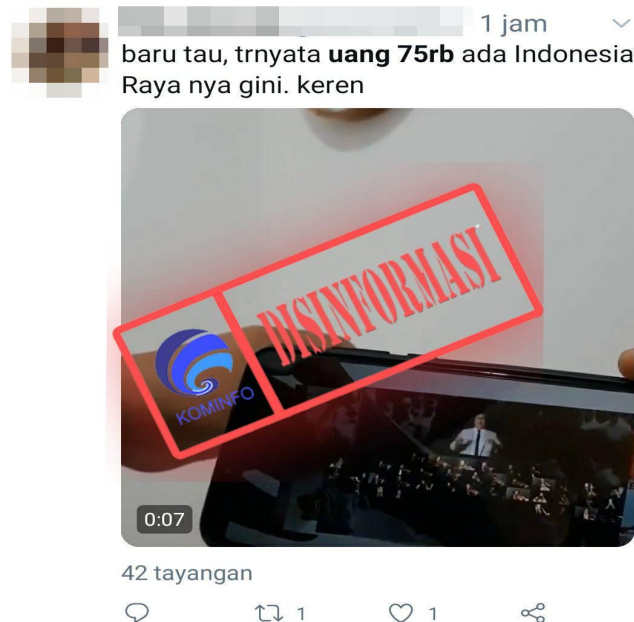 1 jam
baru tau, trnyata uang 75rb ada Indonesia
Raya nya gini. keren
DISINFORMASI
KOMINFO
0:07
42 tayangan
1
1